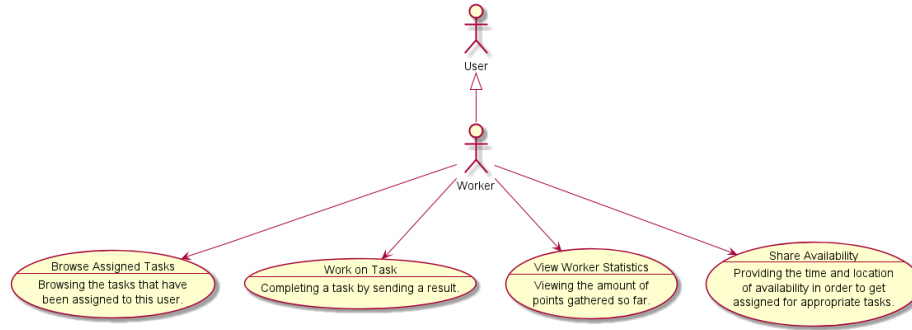 User
Worker
Browse Assigned Tasks
Browsing the tasks that have
been assigned to this user.
Work on Task
Completing a task by sending a result.
View Worker Statistics
Viewing the amount of
points gathered so far.
Share Availability
Providing the time and location
of availability in order to get
assigned for appropriate tasks.